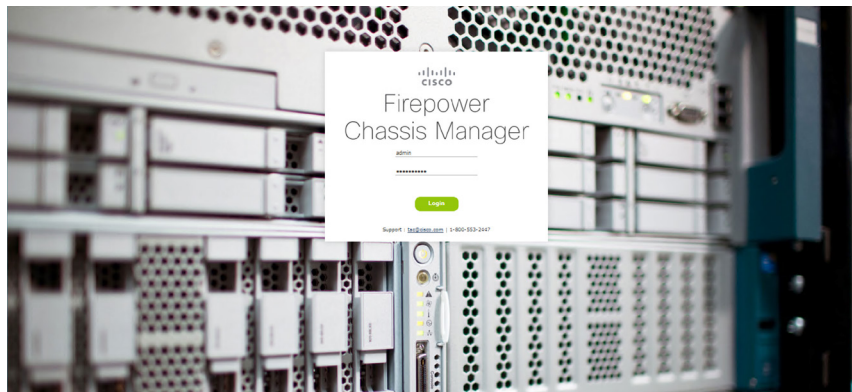 CISCO
Firepower
Chassis Manager
admin
••••••••••
Login
Support : tac@cisco.com | 1-800-553-2447